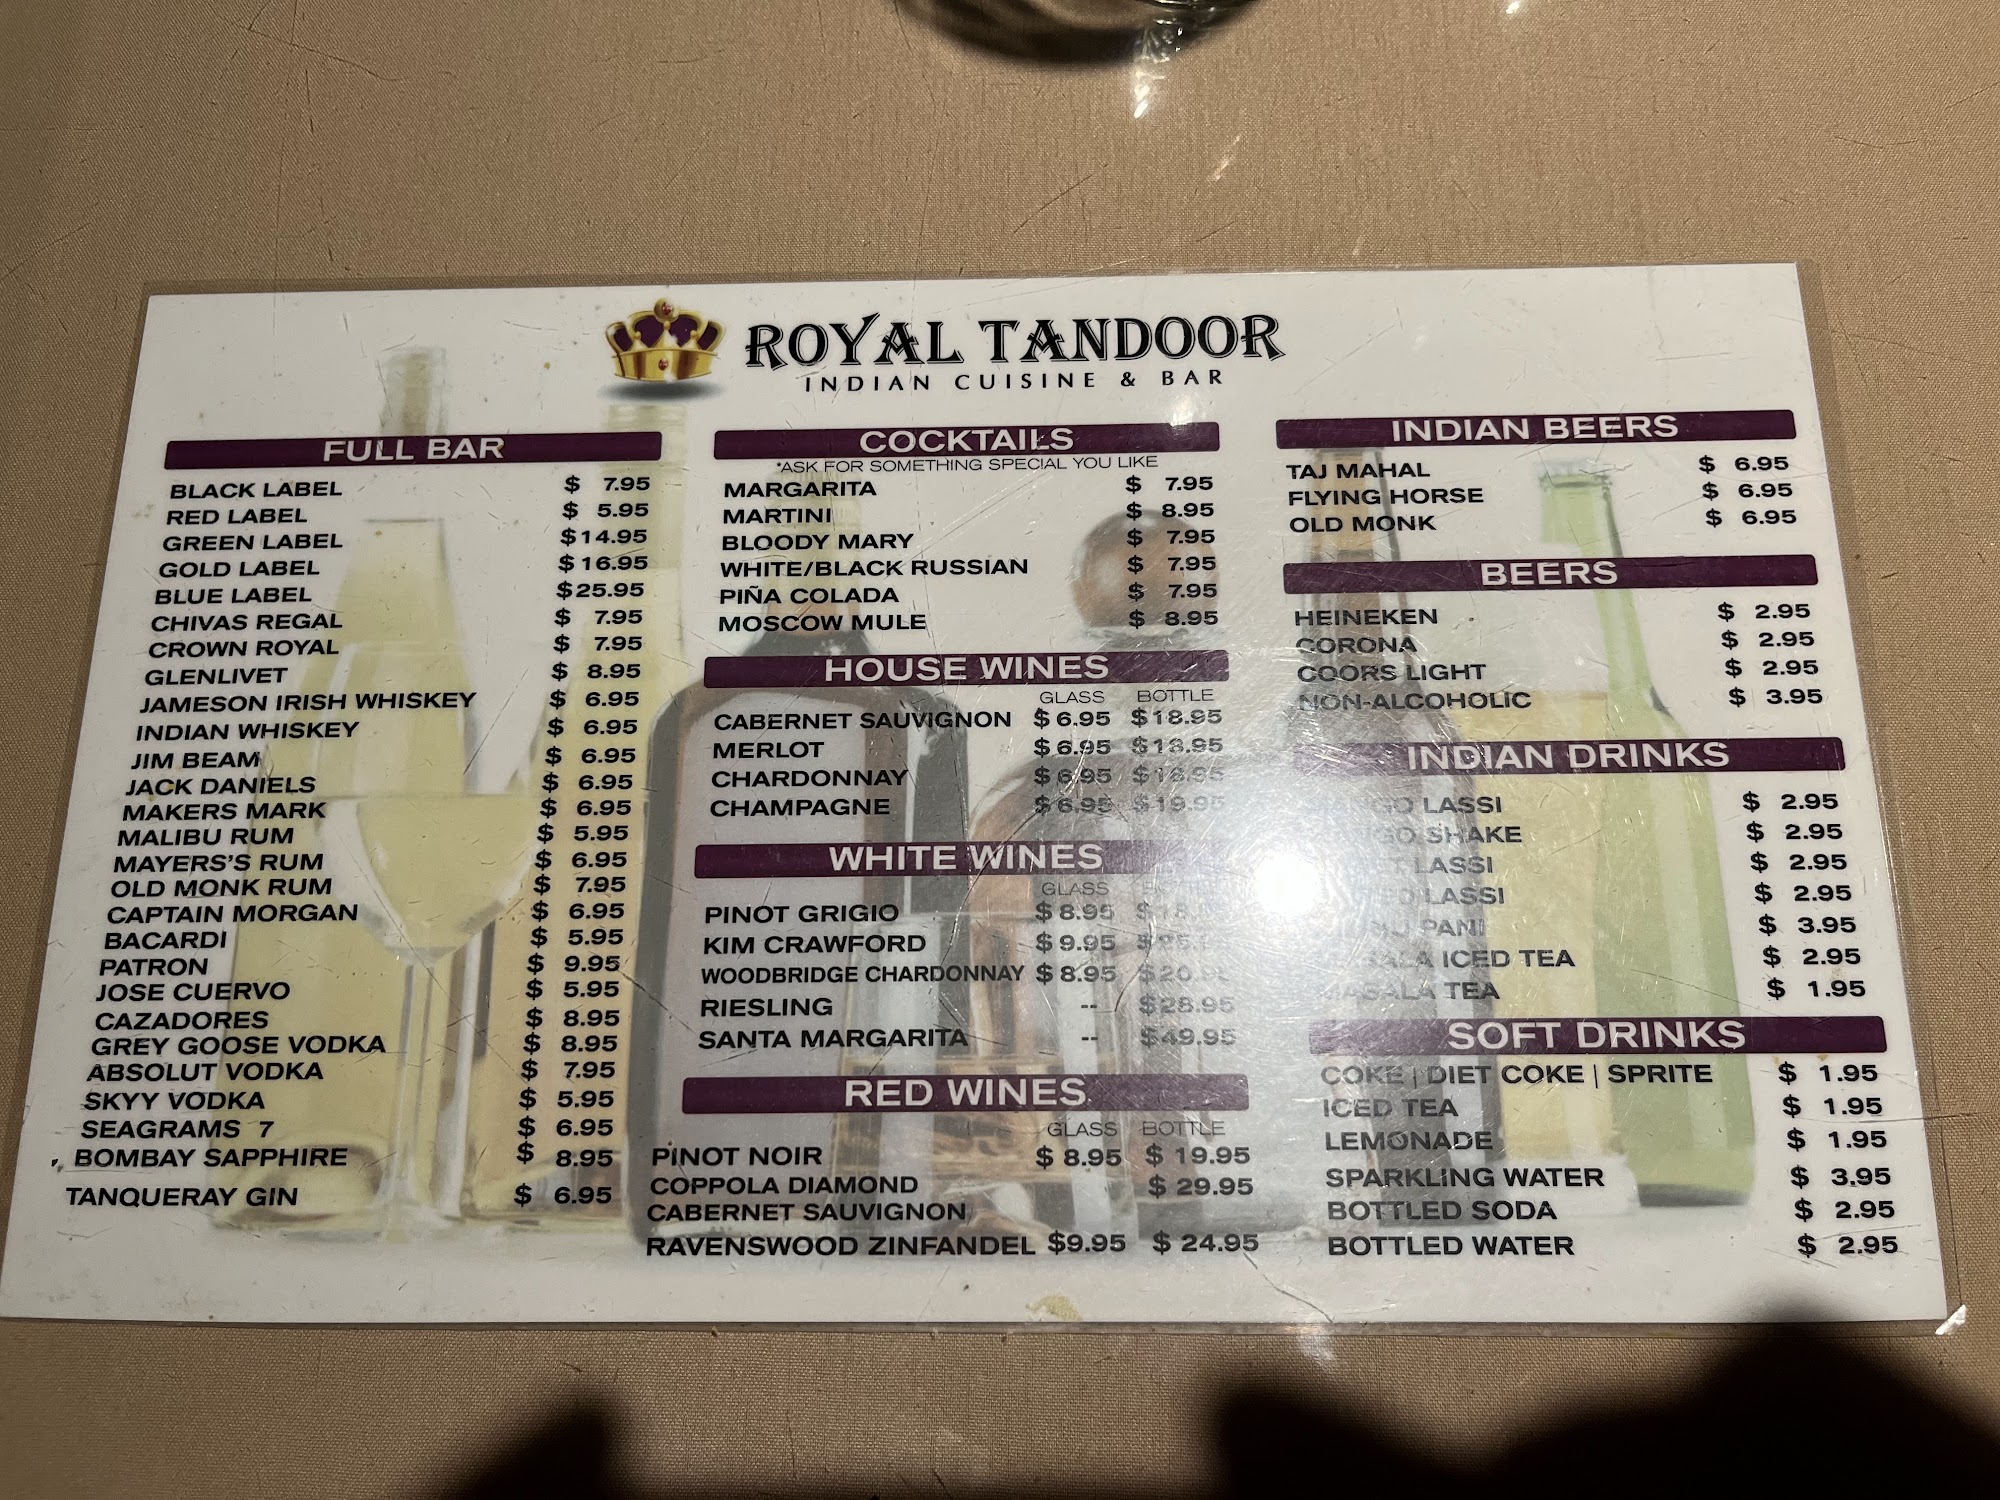 ROYAL TANDOOR
INDIAN CUISINE & BAR
FULL BAR
BLACK LABEL $ 7.95
RED LABEL $ 5.95
GREEN LABEL $14.95
GOLD LABEL $16.95
BLUE LABEL $25.95
CHIVAS REGAL $ 7.95
CROWN ROYAL $ 7.95
GLENLIVET $ 8.95
JAMESON IRISH WHISKEY $ 6.95
INDIAN WHISKEY $ 6.95
JIM BEAM $ 6.95
JACK DANIELS $ 6.95
MAKERS MARK $ 6.95
MALIBU RUM $ 5.95
MAYERS'S RUM $ 6.95
OLD MONK RUM $ 7.95
CAPTAIN MORGAN $ 6.95
BACARDI $ 5.95
PATRON $ 9.95
JOSE CUERVO $ 5.95
CAZADORES $ 8.95
GREY GOOSE VODKA $ 8.95
ABSOLUT VODKA $ 7.95
SKYY VODKA $ 5.95
SEAGRAMS 7 $ 6.95
BOMBAY SAPPHIRE $ 8.95
TANQUERAY GIN $ 6.95
COCKTAILS
*ASK FOR SOMETHING SPECIAL YOU LIKE
MARGARITA $ 7.95
MARTINI $ 8.95
BLOODY MARY $ 7.95
WHITE/BLACK RUSSIAN $ 7.95
PIÑA COLADA $ 7.95
MOSCOW MULE $ 8.95
HOUSE WINES
GLASS BOTTLE
CABERNET SAUVIGNON $6.95 $18.95
MERLOT $6.95 $18.95
CHARDONNAY $6.95 $18.95
CHAMPAGNE $6.95 $19.95
WHITE WINES
GLASS BOTTLE
PINOT GRIGIO $8.95
KIM CRAWFORD $9.95
WOODBRIDGE CHARDONNAY $8.95
RIESLING -- $28.95
SANTA MARGARITA -- $49.95
RED WINES
GLASS BOTTLE
PINOT NOIR $ 8.95 $ 19.95
COPPOLA DIAMOND $ 29.95
CABERNET SAUVIGNON
RAVENSWOOD ZINFANDEL $9.95 $ 24.95
INDIAN BEERS
TAJ MAHAL $ 6.95
FLYING HORSE $ 6.95
OLD MONK $ 6.95
BEERS
HEINEKEN $ 2.95
CORONA $ 2.95
COORS LIGHT $ 2.95
NON-ALCOHOLIC $ 3.95
INDIAN DRINKS
MANGO LASSI $ 2.95
MANGO SHAKE $ 2.95
LASSI $ 2.95
LASSI $ 2.95
PANI $ 3.95
MASALA ICED TEA $ 2.95
MASALA TEA $ 1.95
SOFT DRINKS
COKE | DIET COKE | SPRITE $ 1.95
ICED TEA $ 1.95
LEMONADE $ 1.95
SPARKLING WATER $ 3.95
BOTTLED SODA $ 2.95
BOTTLED WATER $ 2.95